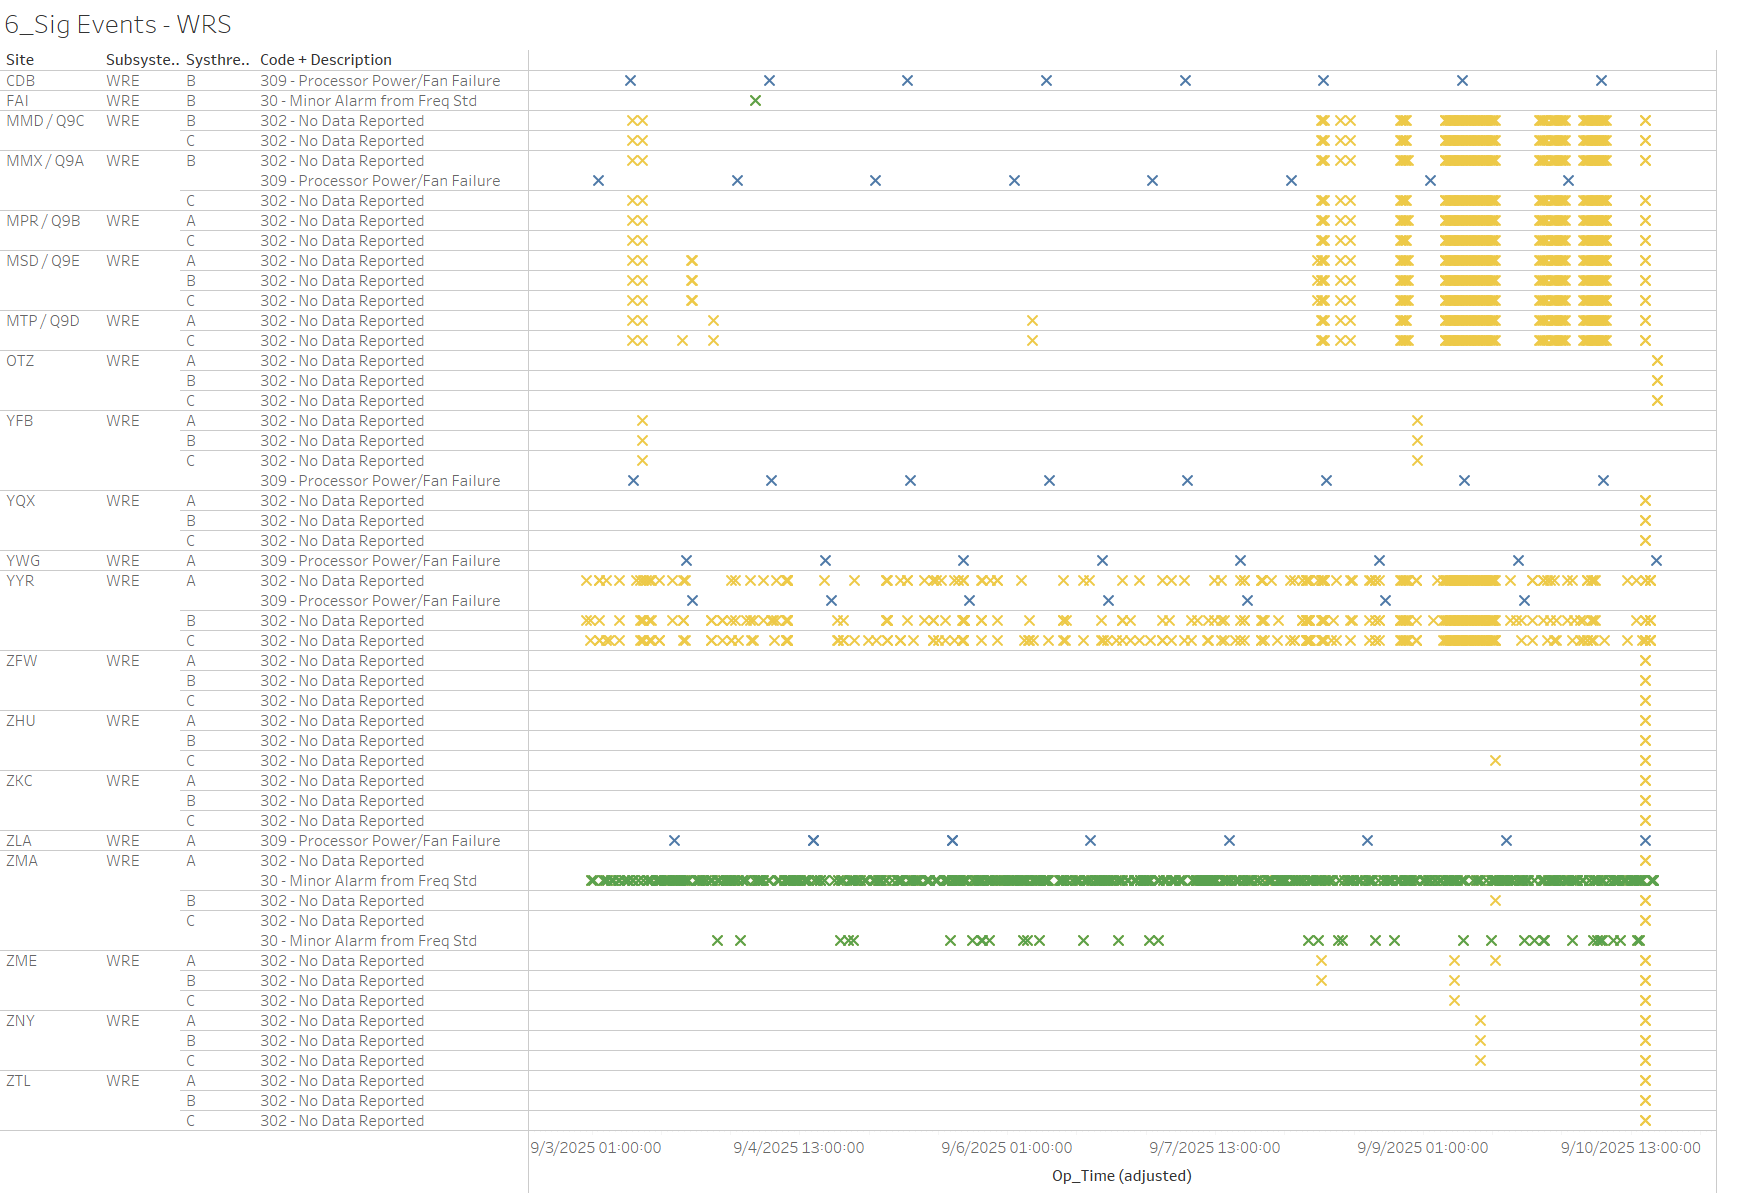 6_Sig Events - WRS
Site Subsyste.. Systhre.. Code + Description
CDB WRE B 309 - Processor Power/Fan Failure
FAI WRE B 30 - Minor Alarm from Freq Std
MMD / Q9C WRE B 302 - No Data Reported
C 302 - No Data Reported
MMX / Q9A WRE B 302 - No Data Reported
309 - Processor Power/Fan Failure
C 302 - No Data Reported
MPR / Q9B WRE A 302 - No Data Reported
C 302 - No Data Reported
MSD / Q9E WRE A 302 - No Data Reported
B 302 - No Data Reported
C 302 - No Data Reported
MTP / Q9D WRE A 302 - No Data Reported
C 302 - No Data Reported
OTZ WRE A 302 - No Data Reported
B 302 - No Data Reported
C 302 - No Data Reported
YFB WRE A 302 - No Data Reported
B 302 - No Data Reported
C 302 - No Data Reported
309 - Processor Power/Fan Failure
YQX WRE A 302 - No Data Reported
B 302 - No Data Reported
C 302 - No Data Reported
YWG WRE A 309 - Processor Power/Fan Failure
YYR WRE A 302 - No Data Reported
309 - Processor Power/Fan Failure
B 302 - No Data Reported
C 302 - No Data Reported
ZFW WRE A 302 - No Data Reported
B 302 - No Data Reported
C 302 - No Data Reported
ZHU WRE A 302 - No Data Reported
B 302 - No Data Reported
C 302 - No Data Reported
ZKC WRE A 302 - No Data Reported
B 302 - No Data Reported
C 302 - No Data Reported
ZLA WRE A 309 - Processor Power/Fan Failure
ZMA WRE A 302 - No Data Reported
30 - Minor Alarm from Freq Std
B 302 - No Data Reported
C 302 - No Data Reported
30 - Minor Alarm from Freq Std
ZME WRE A 302 - No Data Reported
B 302 - No Data Reported
C 302 - No Data Reported
ZNY WRE A 302 - No Data Reported
B 302 - No Data Reported
C 302 - No Data Reported
ZTL WRE A 302 - No Data Reported
B 302 - No Data Reported
C 302 - No Data Reported
9/3/2025 01:00:00 9/4/2025 13:00:00 9/6/2025 01:00:00 9/7/2025 13:00:00 9/9/2025 01:00:00 9/10/2025 13:00:00
Op_Time (adjusted)